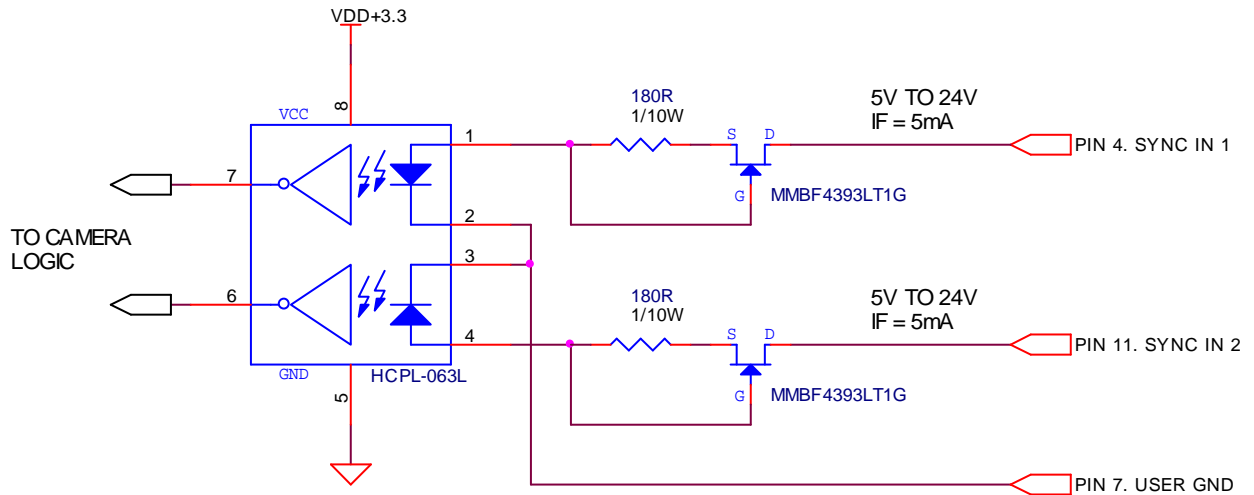 VDD+3.3
VCC
8
180R
1/10W
5V TO 24V
IF = 5mA
1
S D
PIN 4. SYNC IN 1
7
G
MMBF4393LT1G
2
TO CAMERA
LOGIC
3
6
180R
1/10W
5V TO 24V
IF = 5mA
4
S D
PIN 11. SYNC IN 2
GND
HCPL-063L
5
G
MMBF4393LT1G
PIN 7. USER GND